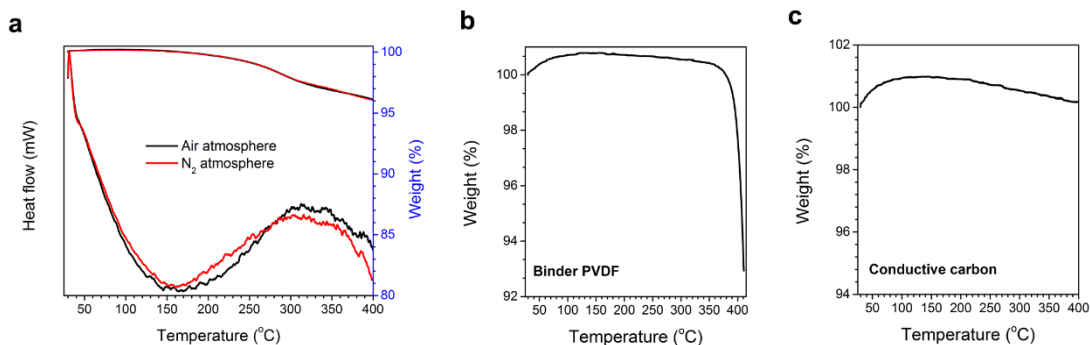 a
Heat flow (mW)
Air atmosphere
N₂ atmosphere
50 100 150 200 250 300 350 400
Temperature (°C)
100
95
90
85
80
Weight (%)
b
Weight (%)
100
98
96
94
92
Binder PVDF
50 100 150 200 250 300 350 400
Temperature (°C)
c
Weight (%)
102
100
98
96
94
Conductive carbon
50 100 150 200 250 300 350 400
Temperature (°C)